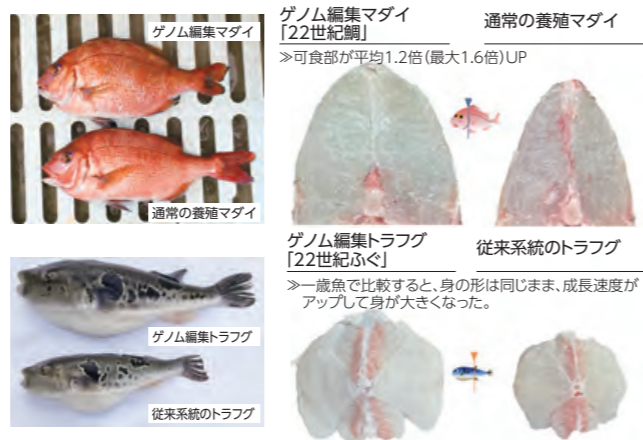 ゲノム編集マダイ
通常の養殖マダイ
ゲノム編集マダイ
「22世紀鯛」
通常の養殖マダイ
≫可食部が平均1.2倍(最大1.6倍)UP
ゲノム編集トラフグ
従来系統のトラフグ
ゲノム編集トラフグ
「22世紀ふぐ」
従来系統のトラフグ
≫一歳魚で比較すると、身の形は同じまま、成長速度が
アップして身が大きくなった。